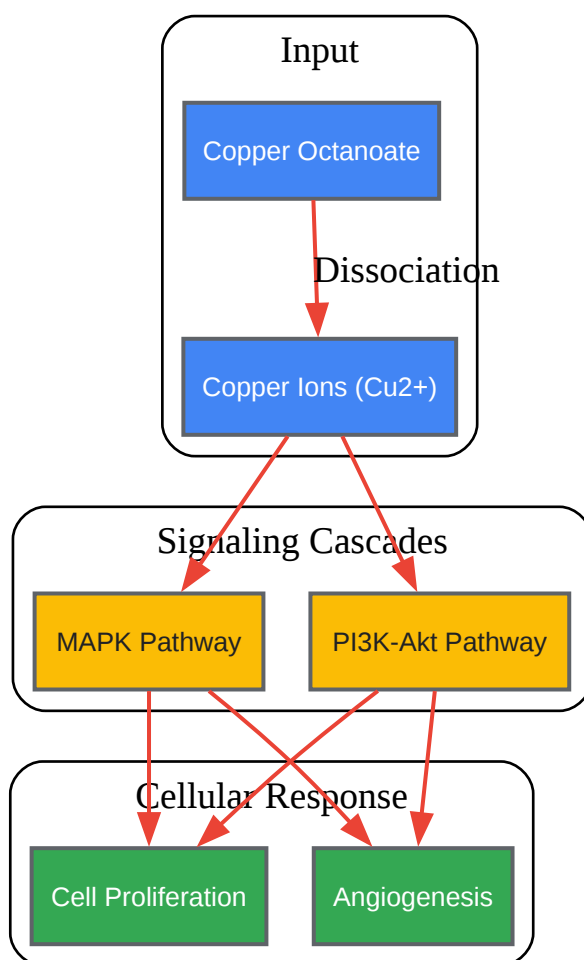 Input
Copper Octanoate
Dissociation
Copper Ions (Cu2+)
Signaling Cascades
MAPK Pathway
PI3K-Akt Pathway
Cellular Response
Cell Proliferation
Angiogenesis